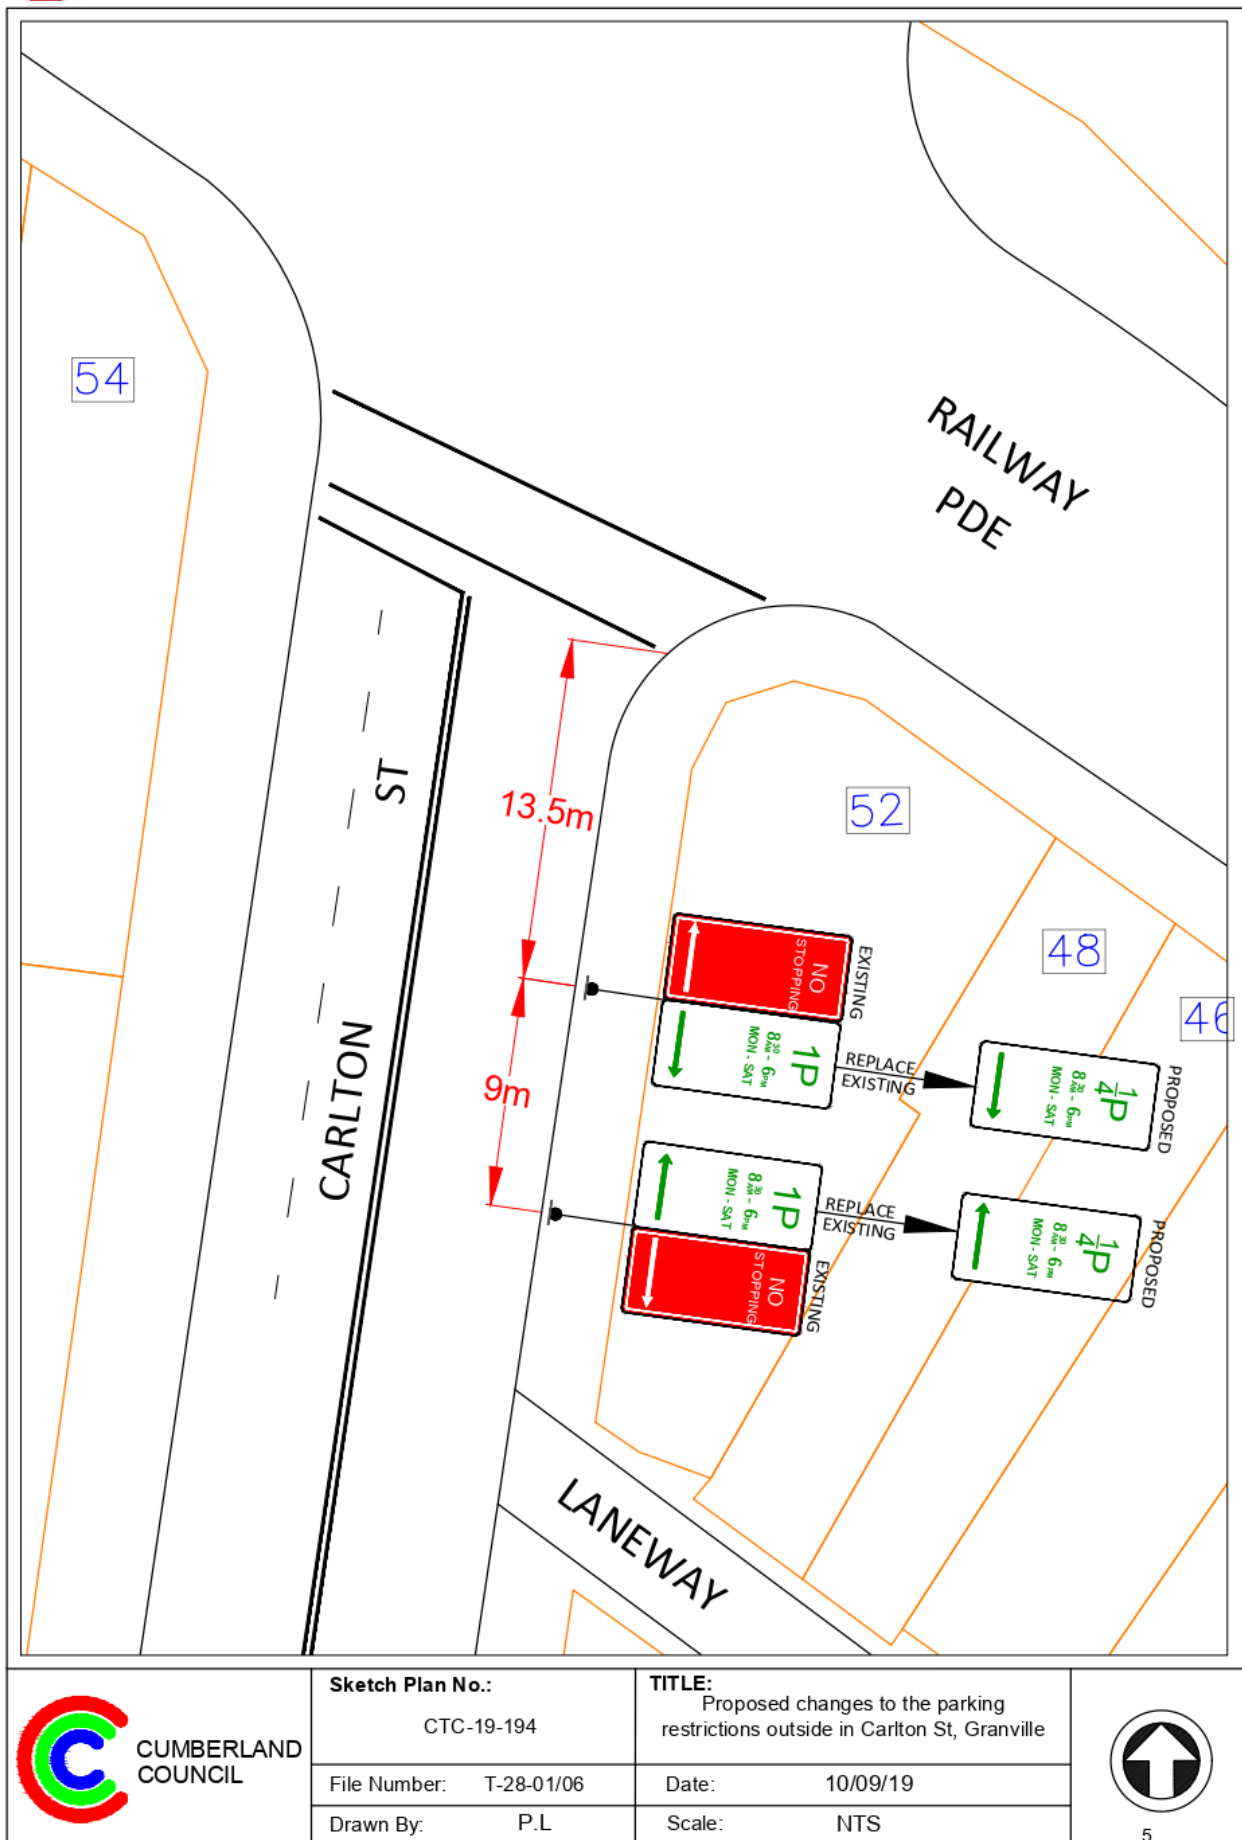 54
RAILWAY
PDE
ST
13.5m
52
CARLTON
9m
48
46
NO
STOPPING
EXISTING
1P
8 30 AM - 6 PM
MON - SAT
REPLACE
EXISTING
1/4 P
8 30 AM - 6 PM
MON - SAT
PROPOSED
1P
8 30 AM - 6 PM
MON - SAT
REPLACE
EXISTING
1/4 P
8 30 AM - 6 PM
MON - SAT
PROPOSED
NO
STOPPING
EXISTING
LANEWAY
CUMBERLAND
COUNCIL
Sketch Plan No.:
CTC-19-194
File Number: T-28-01/06
Drawn By: P.L
TITLE:
Proposed changes to the parking
restrictions outside in Carlton St, Granville
Date: 10/09/19
Scale: NTS
5